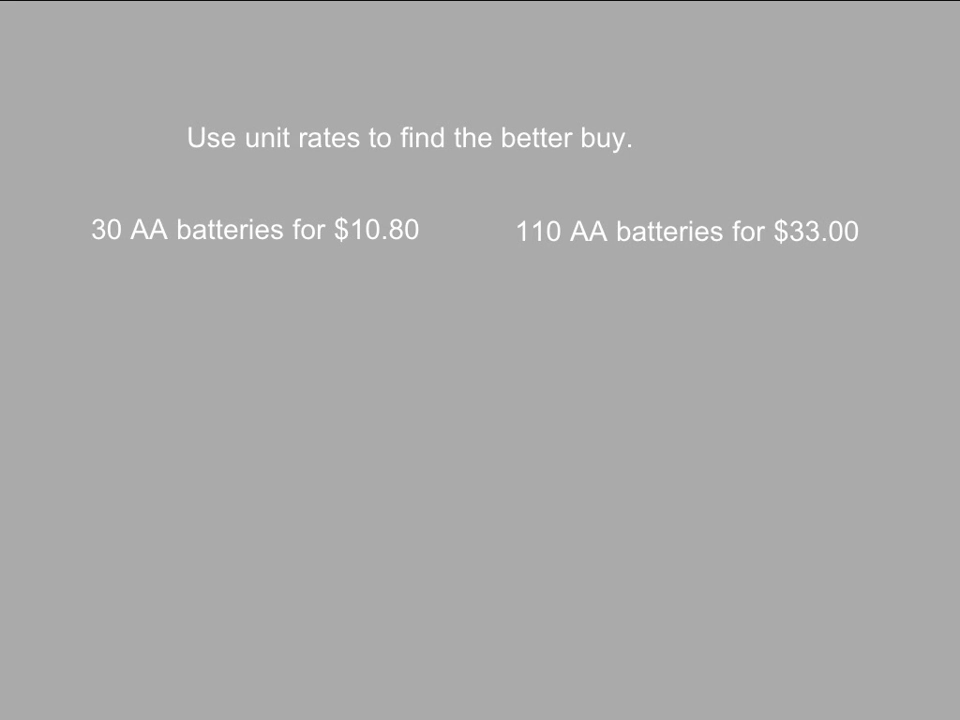 Use unit rates to find the better buy.
30 AA batteries for $10.80
110 AA batteries for $33.00